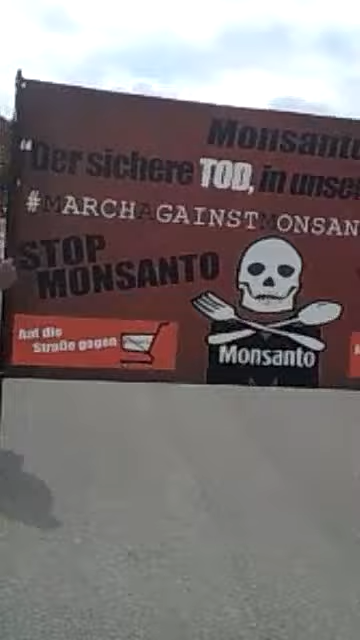 Monsanto
"Der sichere TOD, in unse
#MARCHAGAINSTMONSAN
STOP
MONSANTO
Auf die
Straße gegen
Monsanto